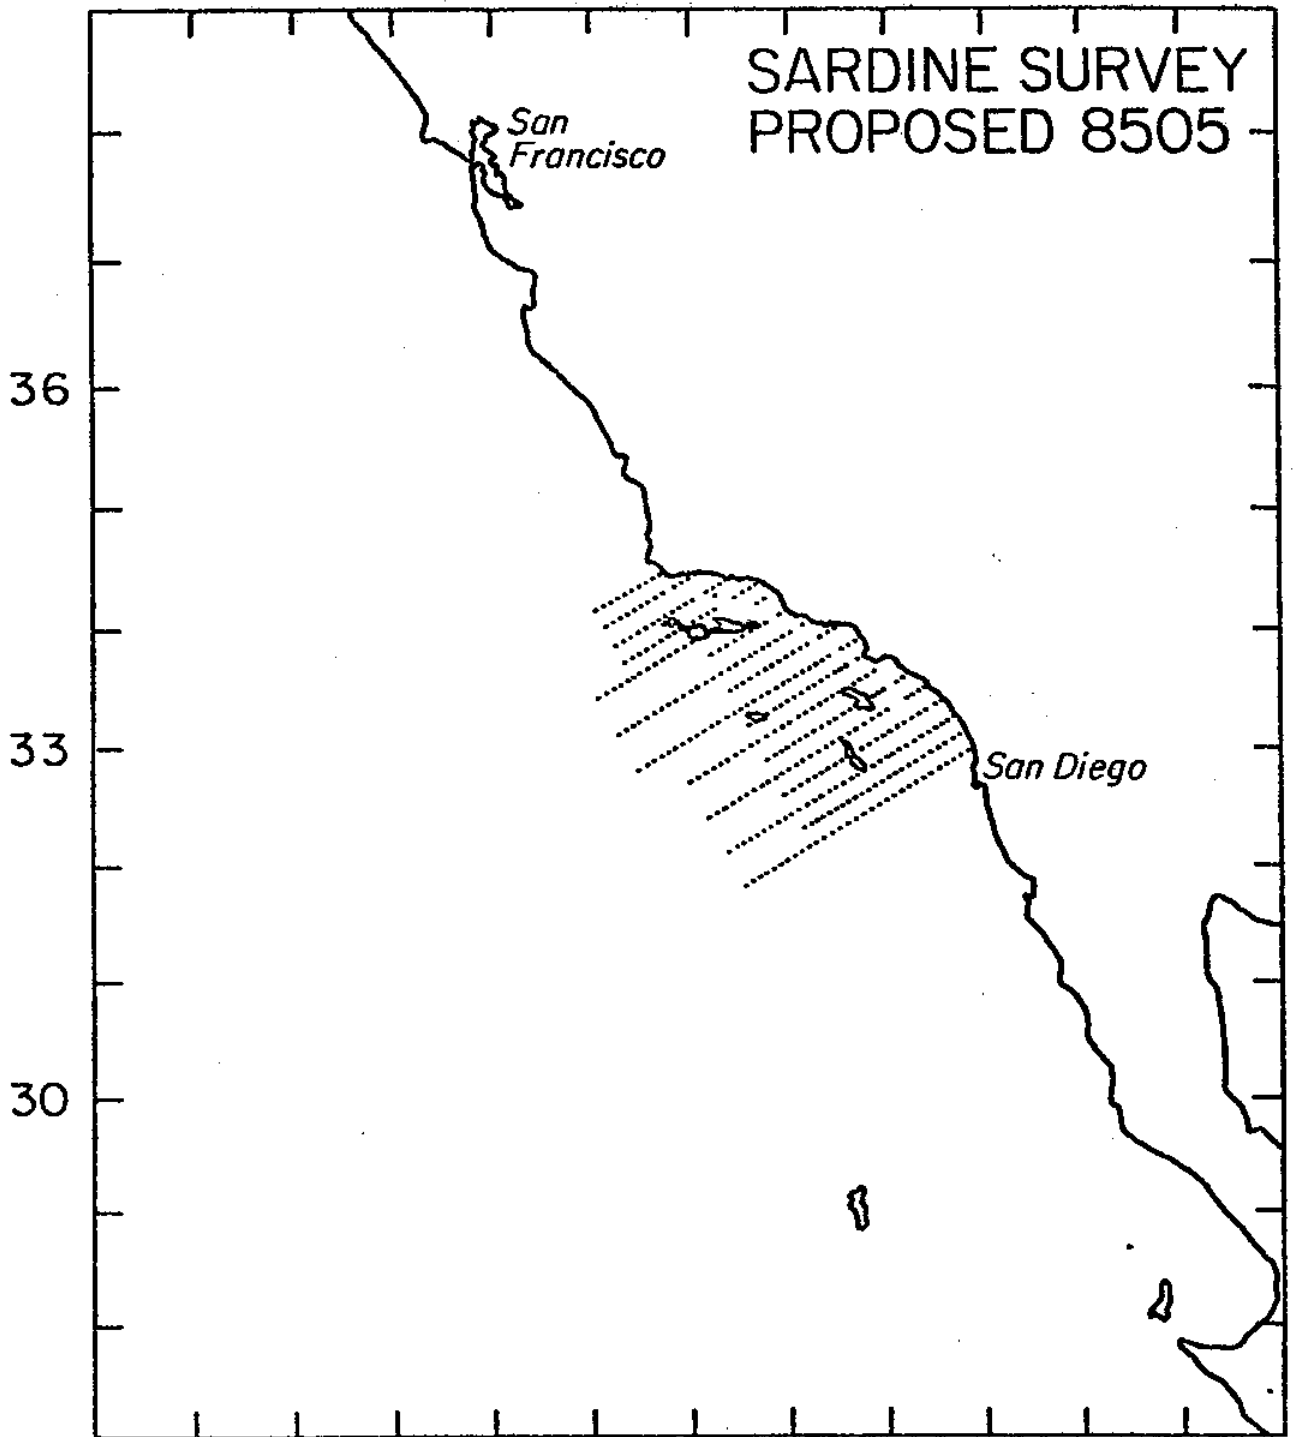 SARDINE SURVEY
PROPOSED 8505
San
Francisco
36
33
San Diego
30